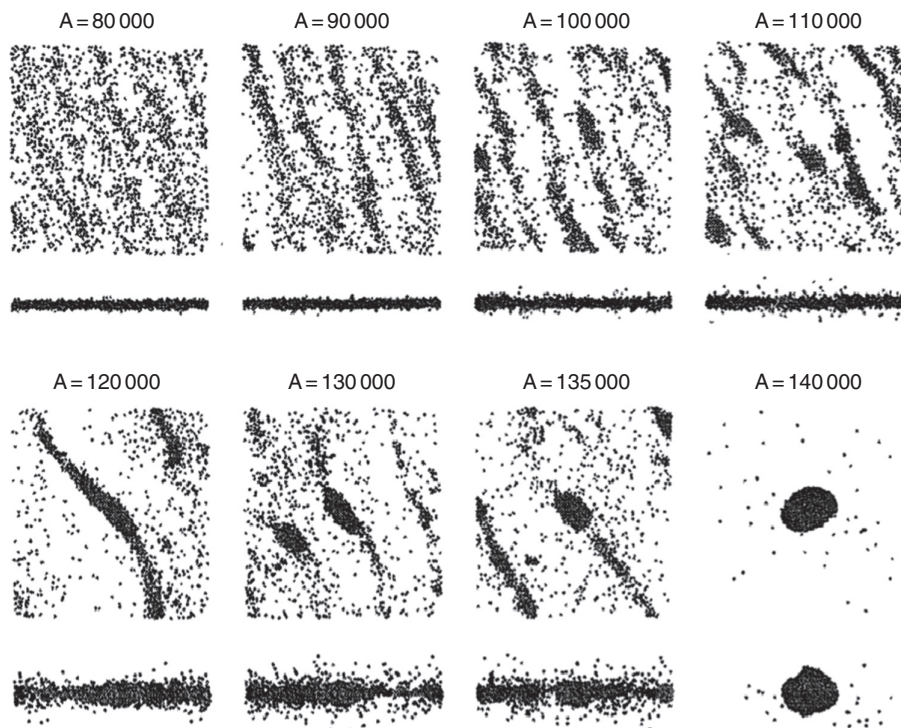 A = 80 000 A = 90 000 A = 100 000 A = 110 000
A = 120 000 A = 130 000 A = 135 000 A = 140 000